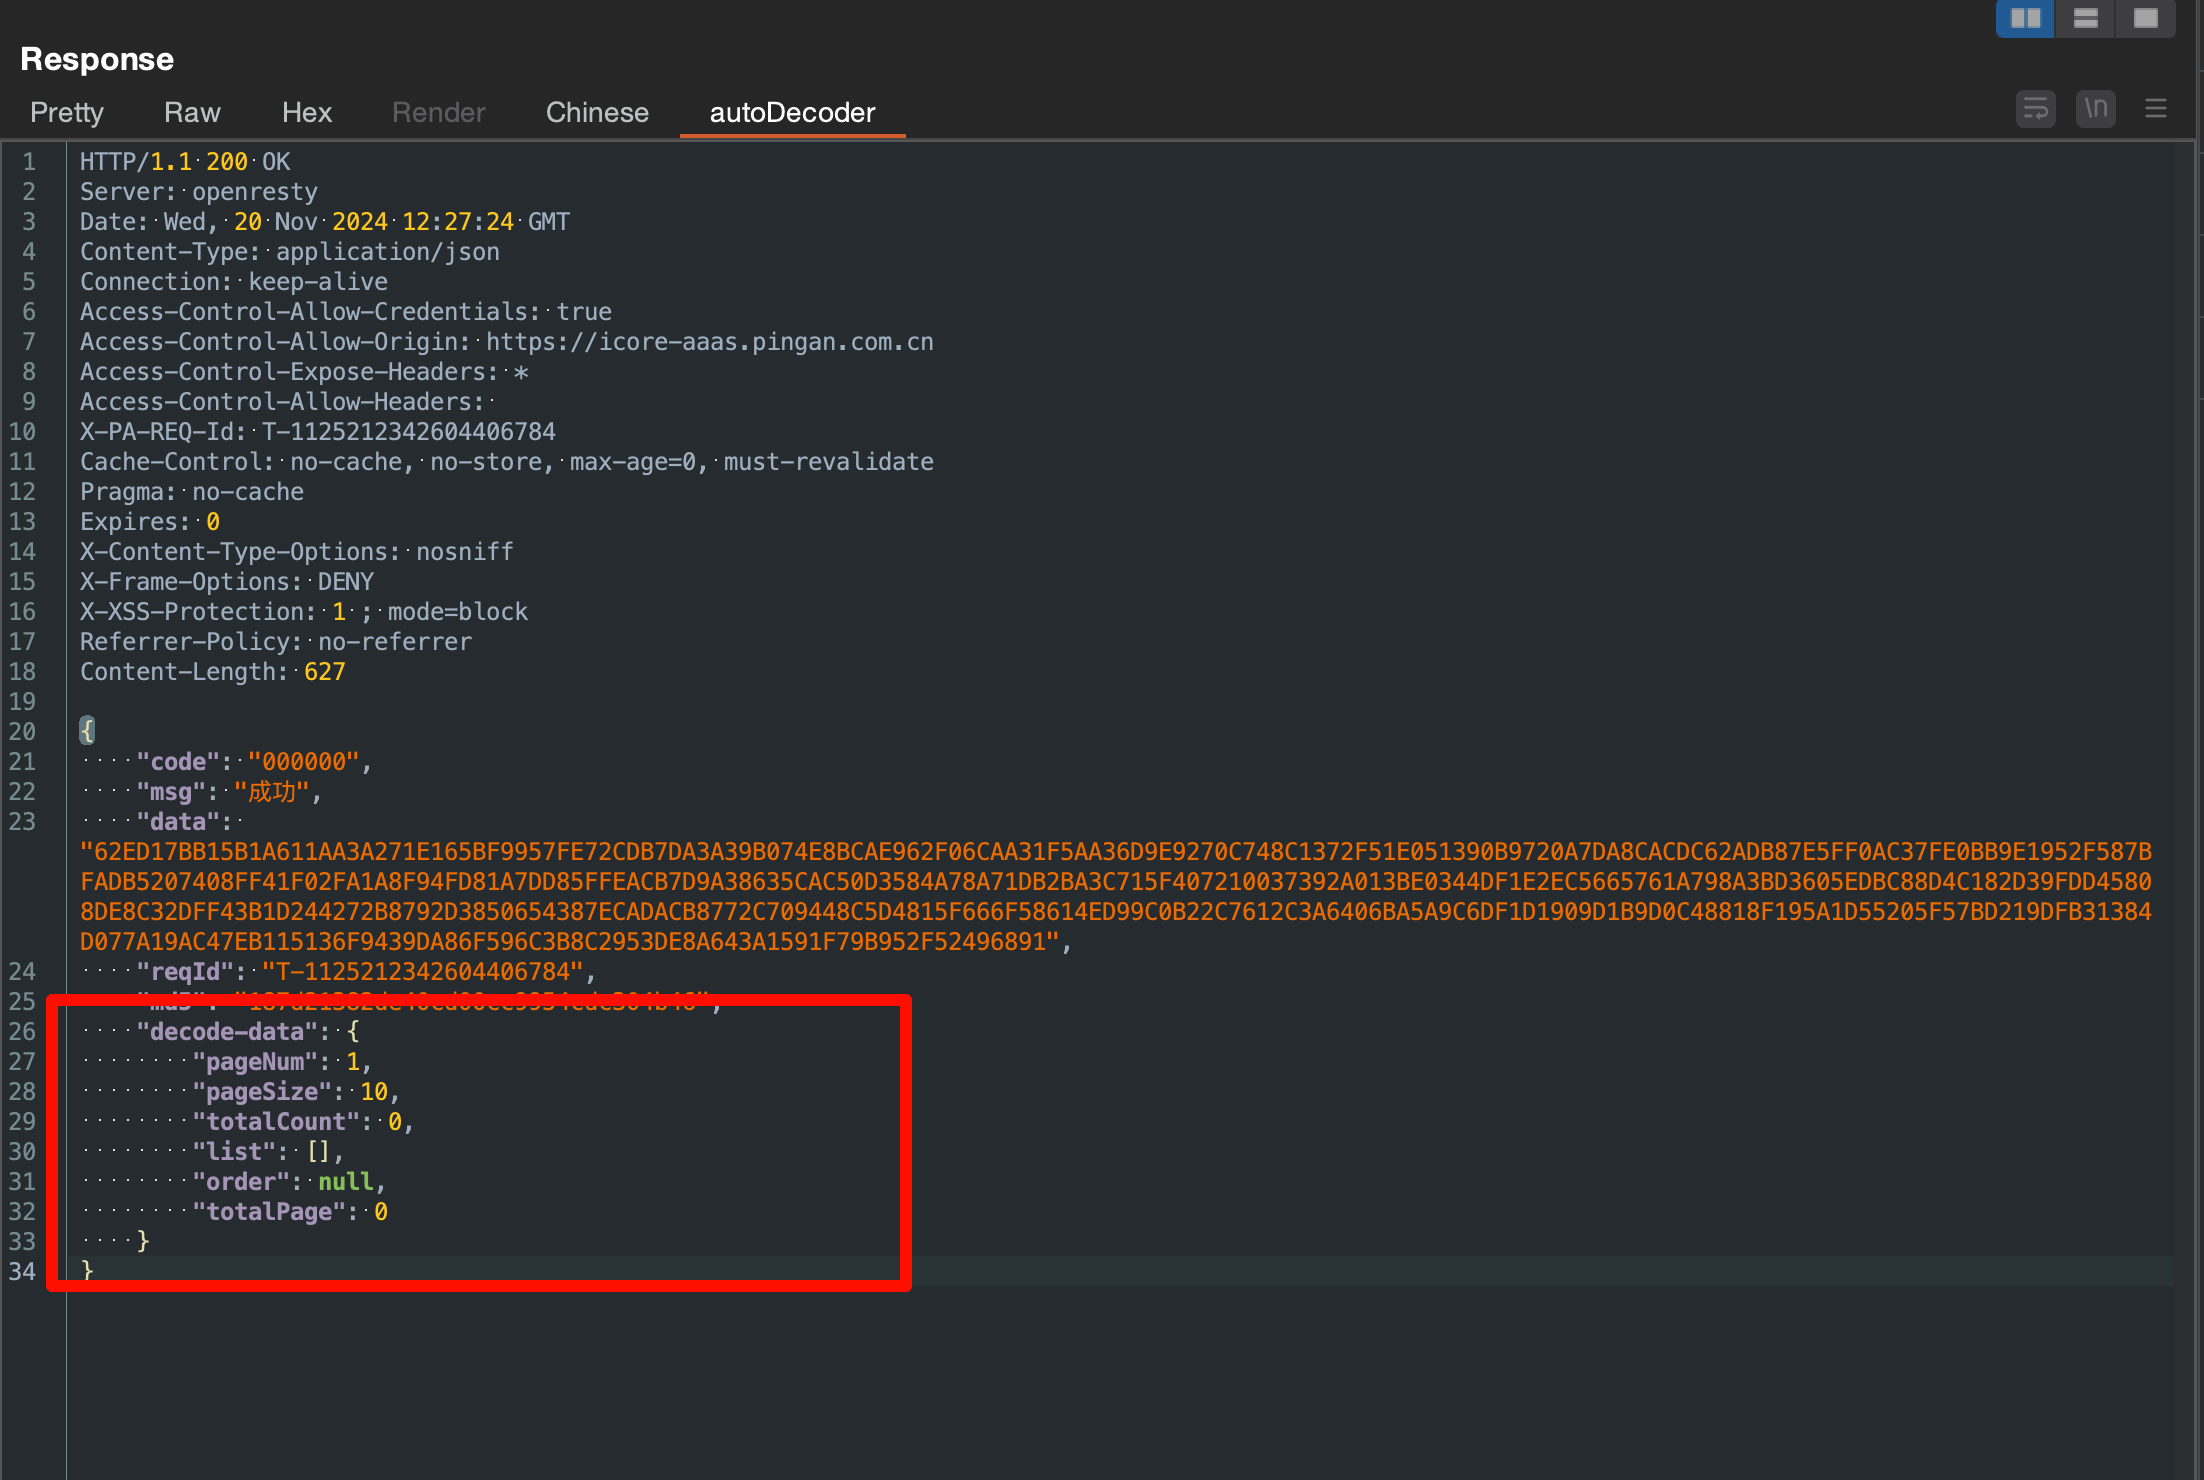 Response
Pretty Raw Hex Render Chinese autoDecoder
\n
1 HTTP/1.1 200 OK
2 Server: openresty
3 Date: Wed, 20 Nov 2024 12:27:24 GMT
4 Content-Type: application/json
5 Connection: keep-alive
6 Access-Control-Allow-Credentials: true
7 Access-Control-Allow-Origin: https://icore-aaas.pingan.com.cn
8 Access-Control-Expose-Headers: *
9 Access-Control-Allow-Headers:
10 X-PA-REQ-Id: T-1125212342604406784
11 Cache-Control: no-cache, no-store, max-age=0, must-revalidate
12 Pragma: no-cache
13 Expires: 0
14 X-Content-Type-Options: nosniff
15 X-Frame-Options: DENY
16 X-XSS-Protection: 1 ; mode=block
17 Referrer-Policy: no-referrer
18 Content-Length: 627
19
20 {
21 "code": "000000",
22 "msg": "成功",
23 "data":
"62ED17BB15B1A611AA3A271E165BF9957FE72CDB7DA3A39B074E8BCAE962F06CAA31F5AA36D9E9270C748C1372F51E051390B9720A7DA8CACDC62ADB87E5FF0AC37FE0BB9E1952F587B
FADB5207408FF41F02FA1A8F94FD81A7DD85FFEACB7D9A38635CAC50D3584A78A71DB2BA3C715F407210037392A013BE0344DF1E2EC5665761A798A3BD3605EDBC88D4C182D39FDD4580
8DE8C32DFF43B1D244272B8792D3850654387ECADACB8772C709448C5D4815F666F58614ED99C0B22C7612C3A6406BA5A9C6DF1D1909D1B9D0C48818F195A1D55205F57BD219DFB31384
D077A19AC47EB115136F9439DA86F596C3B8C2953DE8A643A1591F79B952F52496891",
24 "reqId": "T-1125212342604406784",
25
26 "decode-data": {
27 "pageNum": 1,
28 "pageSize": 10,
29 "totalCount": 0,
30 "list": [],
31 "order": null,
32 "totalPage": 0
33 }
34 }